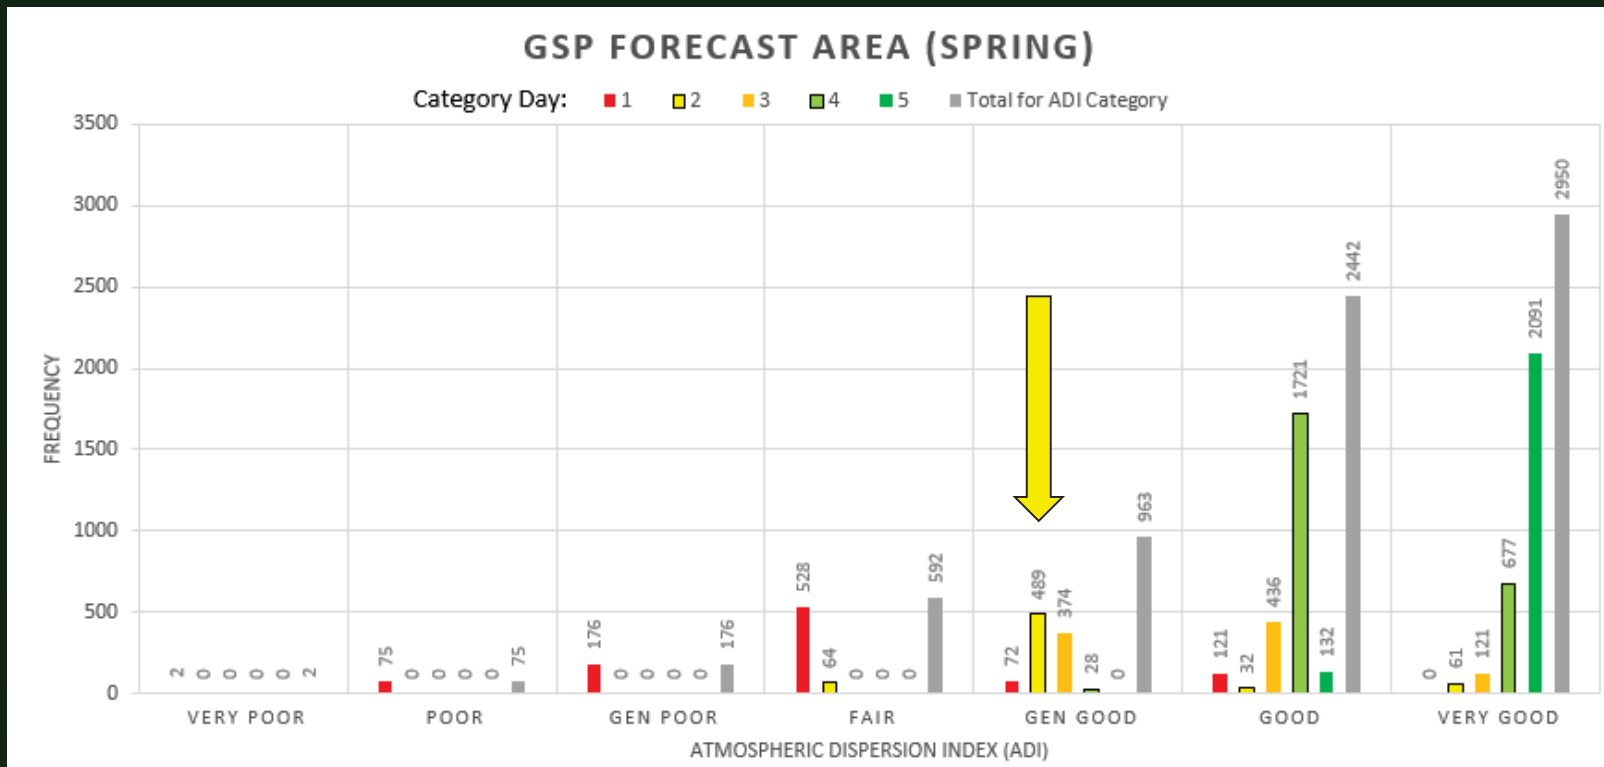 GSP FORECAST AREA (SPRING)
Category Day: 1 2 3 4 5 Total for ADI Category
3500
3000
2500
2000
1500
1000
500
0
FREQUENCY
2 0 0 0 0 2
75 0 0 0 0 75
176 0 0 0 0 176
528 64 0 0 0 592
72 489 374 28 0 963
121 32 436 1721 132 2442
0 61 121 677 2091 2950
VERY POOR POOR GEN POOR FAIR GEN GOOD GOOD VERY GOOD
ATMOSPHERIC DISPERSION INDEX (ADI)